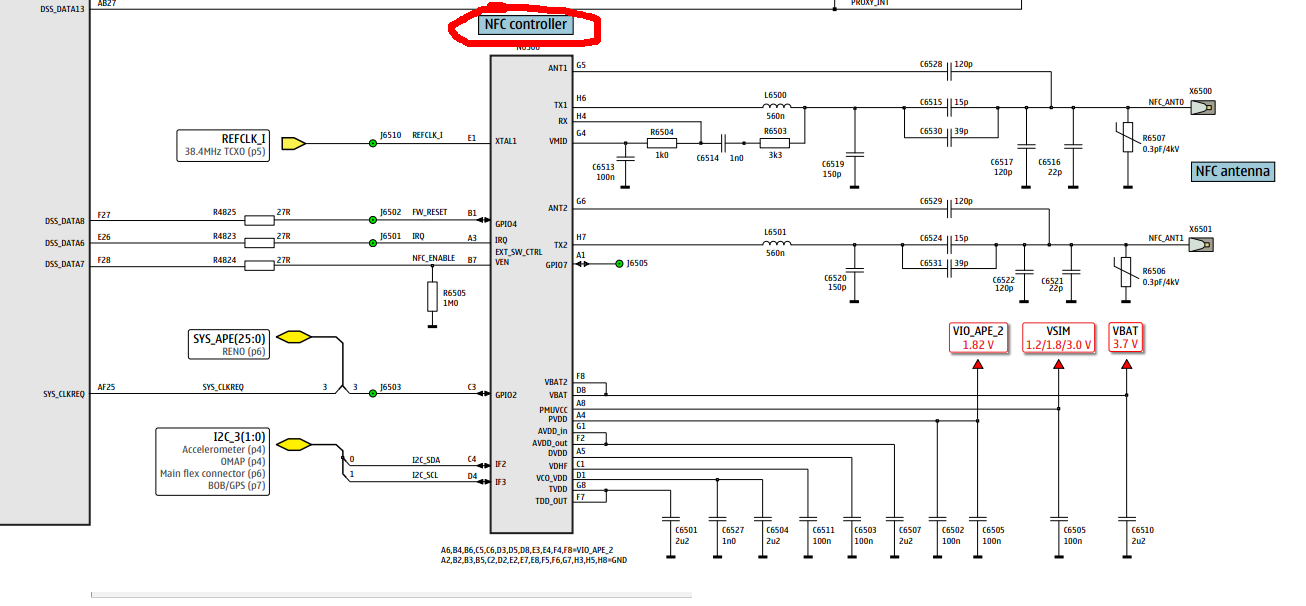 DSS_DATA13
AB27
PROXY_INT
NFC controller
N6500
ANT1
G5
C6528
120p
X6500
TX1
H6
L6500
560n
C6515
15p
NFC_ANT0
RX
H4
REFCLK_I
38.4MHz TCXO (p5)
J6510
REFCLK_I
E1
XTAL1
VMID
G4
R6504
1k0
C6514
1n0
R6503
3k3
C6530
39p
R6507
0.3pF/4kV
C6513
100n
C6519
150p
C6517
120p
C6516
22p
NFC antenna
ANT2
G6
C6529
120p
DSS_DATA8
F27
R4825
27R
J6502
FW_RESET
B1
GPIO4
X6501
DSS_DATA6
E26
R4823
27R
J6501
IRQ
A3
IRQ
TX2
H7
L6501
560n
C6524
15p
NFC_ANT1
EXT_SW_CTRL
DSS_DATA7
F28
R4824
27R
NFC_ENABLE
B7
VEN
GPIO7
A1
J6505
C6531
39p
R6506
0.3pF/4kV
R6505
1M0
C6520
150p
C6522
120p
C6521
22p
SYS_APE(25:0)
RENO (p6)
VIO_APE_2
1.82 V
VSIM
1.2/1.8/3.0 V
VBAT
3.7 V
SYS_CLKREQ
AF25
SYS_CLKREQ
3
3
J6503
C3
GPIO2
VBAT2
F8
VBAT
D8
PMUVCC
A8
PVDD
A4
AVDD_in
G1
AVDD_out
F2
DVDD
A5
VDHF
C1
VCO_VDD
D1
TVDD
G8
TDD_OUT
F7
I2C_3(1:0)
Accelerometer (p4)
OMAP (p4)
Main flex connector (p6)
BOB/GPS (p7)
0
I2C_SDA
C4
IF2
1
I2C_SCL
D4
IF3
C6501
2u2
C6527
1n0
C6504
2u2
C6511
100n
C6503
100n
C6507
2u2
C6502
100n
C6505
100n
C6505
100n
C6510
2u2
A6,B4,B6,C5,C6,D3,D5,D8,E3,E4,F4,F8=VIO_APE_2
A2,B2,B3,B5,C2,D2,E2,E7,E8,F5,F6,G7,H3,H5,H8=GND